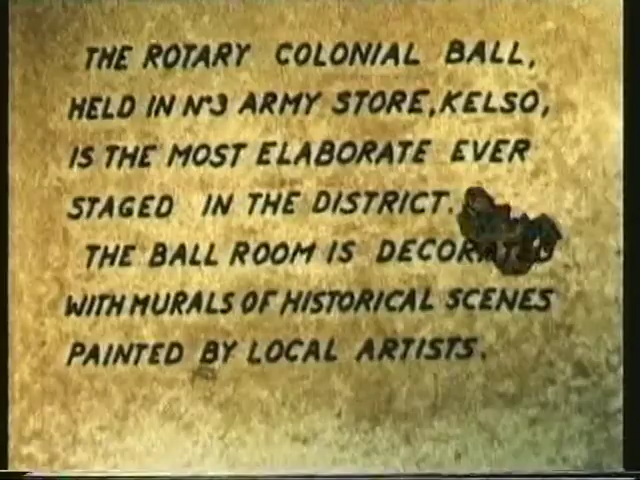 THE ROTARY COLONIAL BALL,
HELD IN Nº3 ARMY STORE, KELSO,
IS THE MOST ELABORATE EVER
STAGED IN THE DISTRICT.
THE BALL ROOM IS DECORATED
WITH MURALS OF HISTORICAL SCENES
PAINTED BY LOCAL ARTISTS.